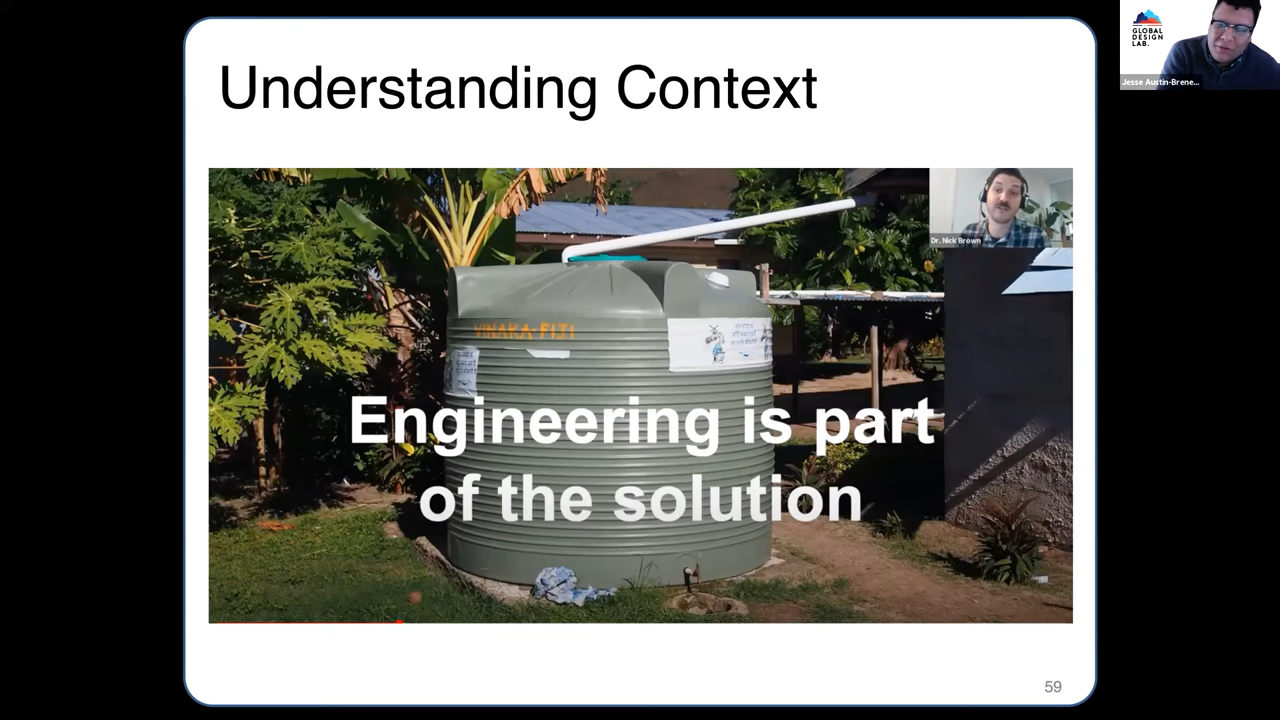 Understanding Context
GLOBAL
DESIGN
LAB.
Jesse Austin-Brene...
Dr. Nick Brown
VINAKA-FIJI
Engineering is part
of the solution
59